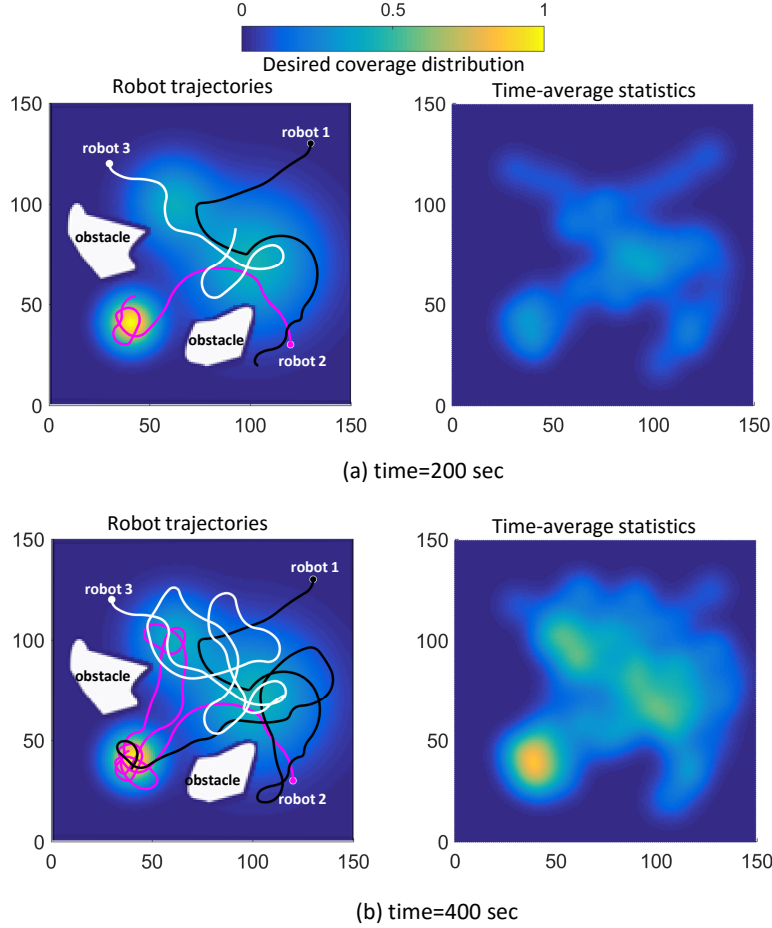 0 0.5 1
Desired coverage distribution
Robot trajectories Time-average statistics
150 150
robot 1
robot 3
100 100
obstacle
50 50
obstacle
robot 2
0 0
0 50 100 150 0 50 100 150
(a) time=200 sec
Robot trajectories Time-average statistics
150 150
robot 1
robot 3
100 100
obstacle
50 50
obstacle
robot 2
0 0
0 50 100 150 0 50 100 150
(b) time=400 sec